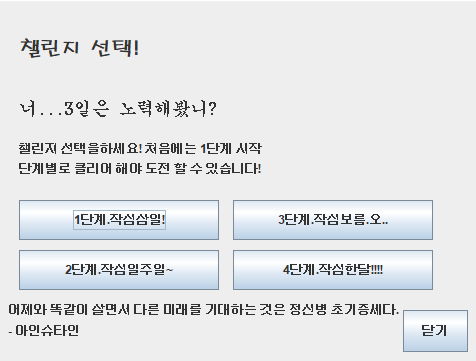 챌린지 선택!
너...3일은 노력해봤니?
챌린저 선택을하세요! 처음에는 1단계 시작
단계별로 클리어 해야 도전 할 수 있습니다!
1단계.작심삼일!
3단계.작심보름.오..
2단계.작심일주일~
4단계.작심한달!!!!
어제와 똑같이 살면서 다른 미래를 기대하는 것은 정신병 초기증세다.
- 아인슈타인
닫기